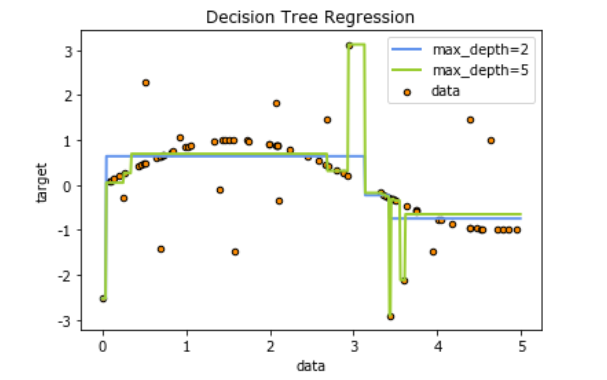 Decision Tree Regression
max_depth=2
max_depth=5
data
3
2
1
0
-1
-2
-3
target
0
1
2
3
4
5
data